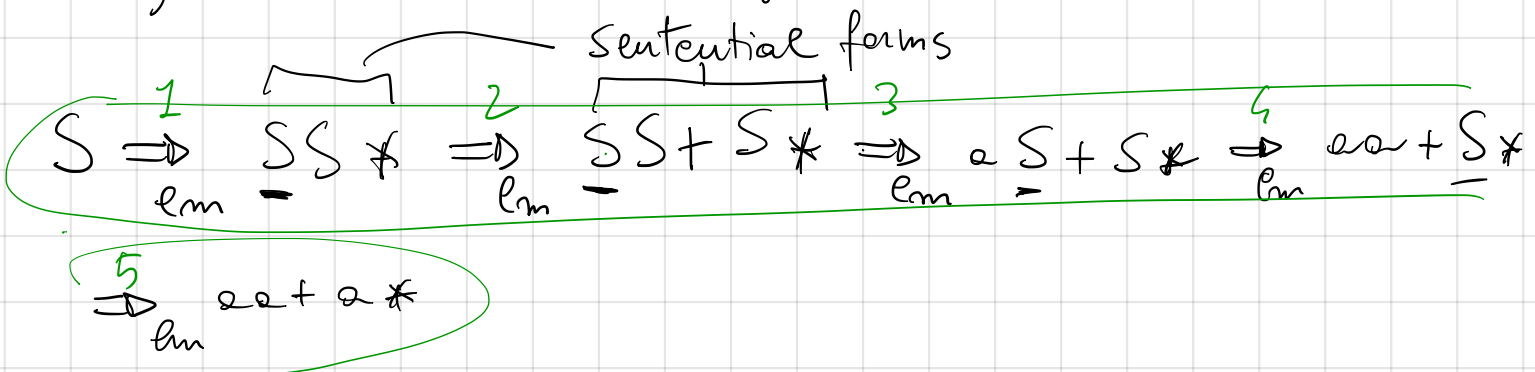 sentential forms
1 2 3 4
S ⇒ SS* ⇒ SS+S* ⇒ aS+S* ⇒ aa+S*
lm lm lm lm
5
⇒ aa+a*
lm